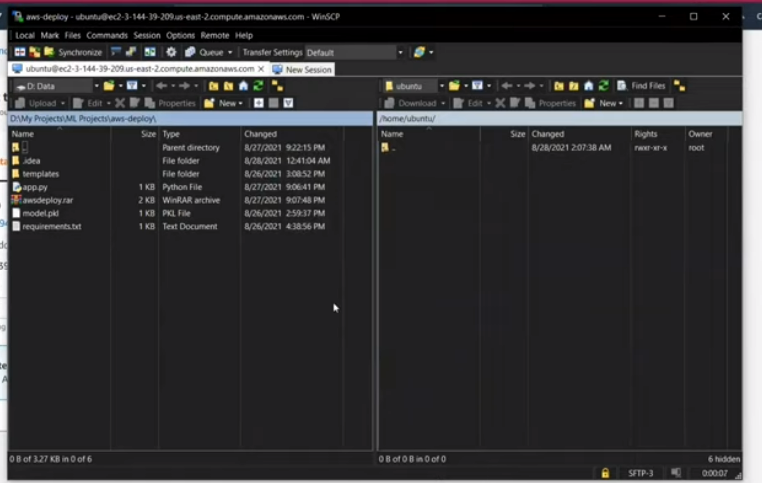 aws-deploy - ubuntu@ec2-3-144-39-209.us-east-2.compute.amazonaws.com - WinSCP
Local Mark Files Commands Session Options Remote Help
Synchronize Queue Transfer Settings Default
ubuntu@ec2-3-144-39-209.us-east-2.compute.amazonaws.com × New Session
D: Data ubuntu Find Files
Upload Edit Properties New Download Edit Properties New
D:\My Projects\ML Projects\aws-deploy\ /home/ubuntu/
Name Size Type Changed Name Size Changed Rights Owner
.. Parent directory 8/27/2021 9:22:15 PM .. 8/28/2021 2:07:38 AM rwxr-xr-x root
.idea File folder 8/28/2021 12:41:04 AM
templates File folder 8/26/2021 3:08:52 PM
app.py 1 KB Python File 8/27/2021 9:06:41 PM
awsdeploy.rar 2 KB WinRAR archive 8/27/2021 9:07:48 PM
model.pkl 1 KB PKL File 8/26/2021 2:59:37 PM
requirements.txt 1 KB Text Document 8/26/2021 4:38:56 PM
0 B of 3.27 KB in 0 of 6 0 B of 0 B in 0 of 0 6 hidden
SFTP-3 0:00:07